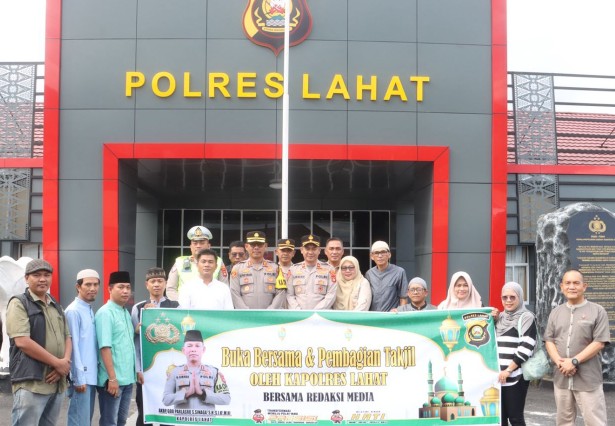 POLRES LAHAT
Buka Bersama & Pembagian Takjil
OLEH KAPOLRES LAHAT
BERSAMA REDAKSI MEDIA
KAPOLRES LAHAT